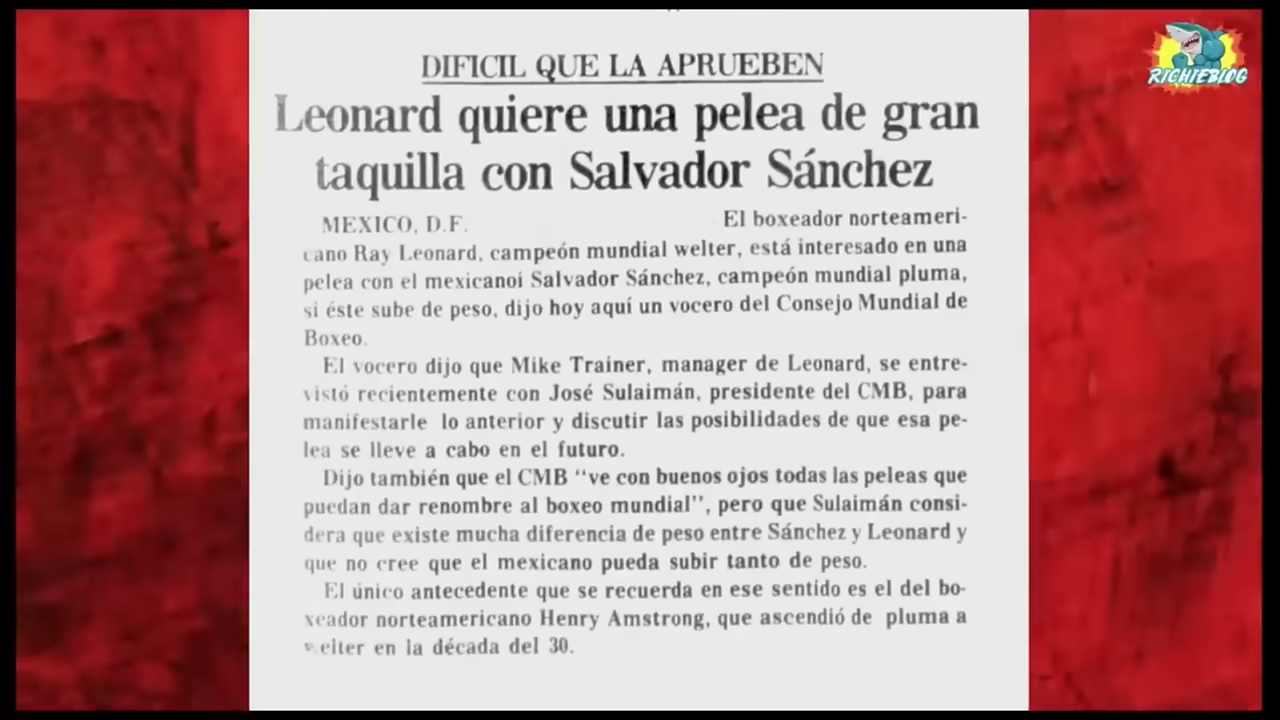 DIFICIL QUE LA APRUEBEN
Leonard quiere una pelea de gran
taquilla con Salvador Sánchez
MEXICO, D.F. El boxeador norteameri-
cano Ray Leonard, campeón mundial welter, está interesado en una
pelea con el mexicanoi Salvador Sánchez, campeón mundial pluma,
si éste sube de peso, dijo hoy aquí un vocero del Consejo Mundial de
Boxeo.
El vocero dijo que Mike Trainer, manager de Leonard, se entre-
vistó recientemente con José Sulaimán, presidente del CMB, para
manifestarle lo anterior y discutir las posibilidades de que esa pe-
lea se lleve a cabo en el futuro.
Dijo también que el CMB "ve con buenos ojos todas las peleas que
puedan dar renombre al boxeo mundial", pero que Sulaimán consi-
dera que existe mucha diferencia de peso entre Sánchez y Leonard y
que no cree que el mexicano pueda subir tanto de peso.
El único antecedente que se recuerda en ese sentido es el del bo-
xeador norteamericano Henry Amstrong, que ascendió de pluma a
welter en la década del 30.
RICHIEBLOG